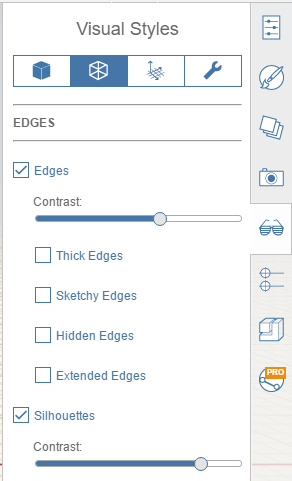 Visual Styles
EDGES
Edges
Contrast:
Thick Edges
Sketchy Edges
Hidden Edges
Extended Edges
Silhouettes
Contrast:
PRO